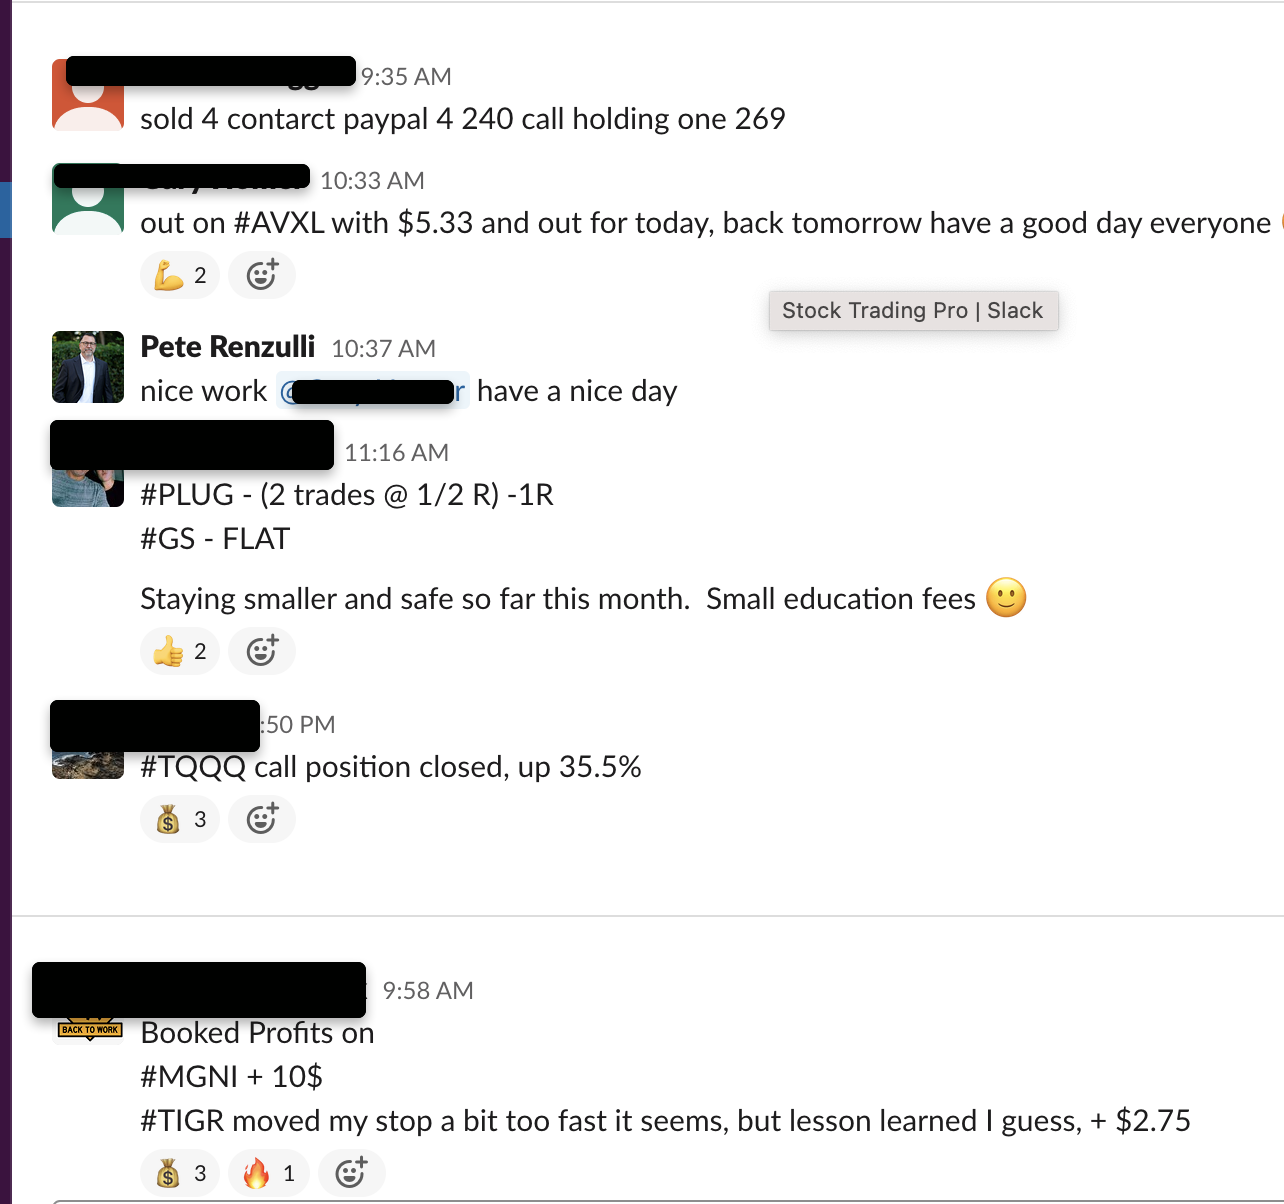 9:35 AM
sold 4 contarct paypal 4 240 call holding one 269
10:33 AM
out on #AVXL with $5.33 and out for today, back tomorrow have a good day everyone
2
Stock Trading Pro | Slack
Pete Renzulli 10:37 AM
nice work @ r have a nice day
11:16 AM
#PLUG - (2 trades @ 1/2 R) -1R
#GS - FLAT
Staying smaller and safe so far this month. Small education fees 🙂
2
:50 PM
#TQQQ call position closed, up 35.5%
3
9:58 AM
BACK TO WORK
Booked Profits on
#MGNI + 10$
#TIGR moved my stop a bit too fast it seems, but lesson learned I guess, + $2.75
3 1